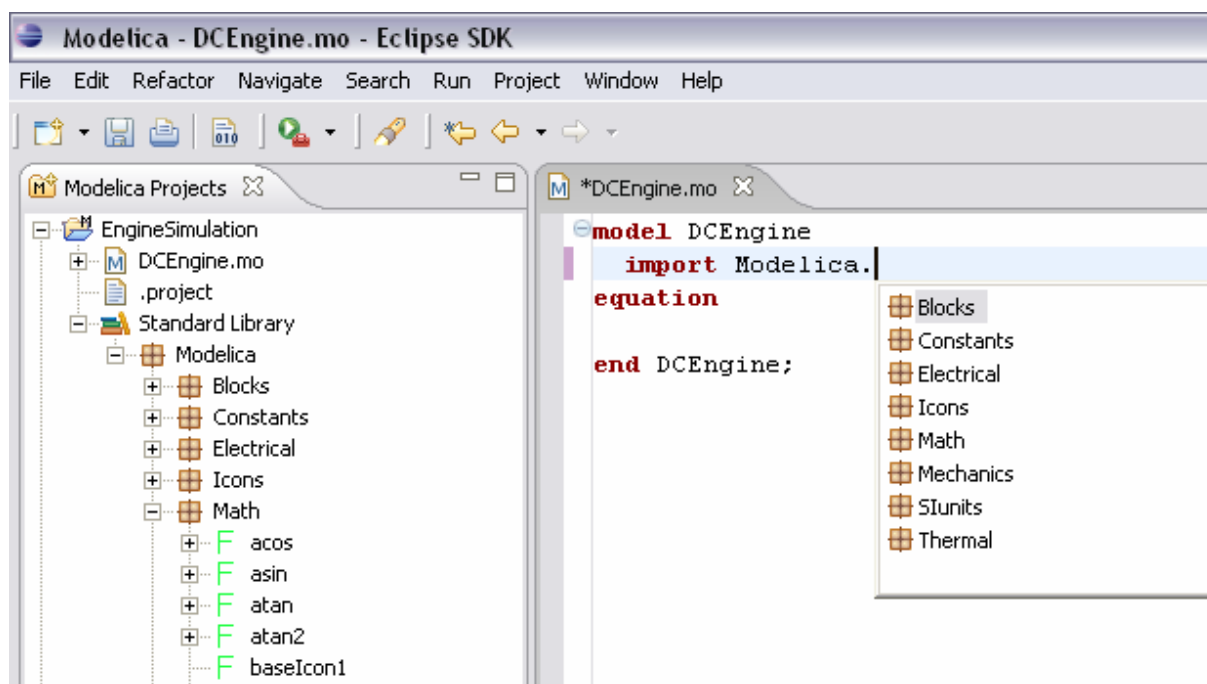 Modelica - DCEngine.mo - Eclipse SDK
File Edit Refactor Navigate Search Run Project Window Help
010
Modelica Projects
EngineSimulation
DCEngine.mo
.project
Standard Library
Modelica
Blocks
Constants
Electrical
Icons
Math
acos
asin
atan
atan2
baseIcon1
*DCEngine.mo
model DCEngine
import Modelica.
equation
end DCEngine;
Blocks
Constants
Electrical
Icons
Math
Mechanics
SIunits
Thermal